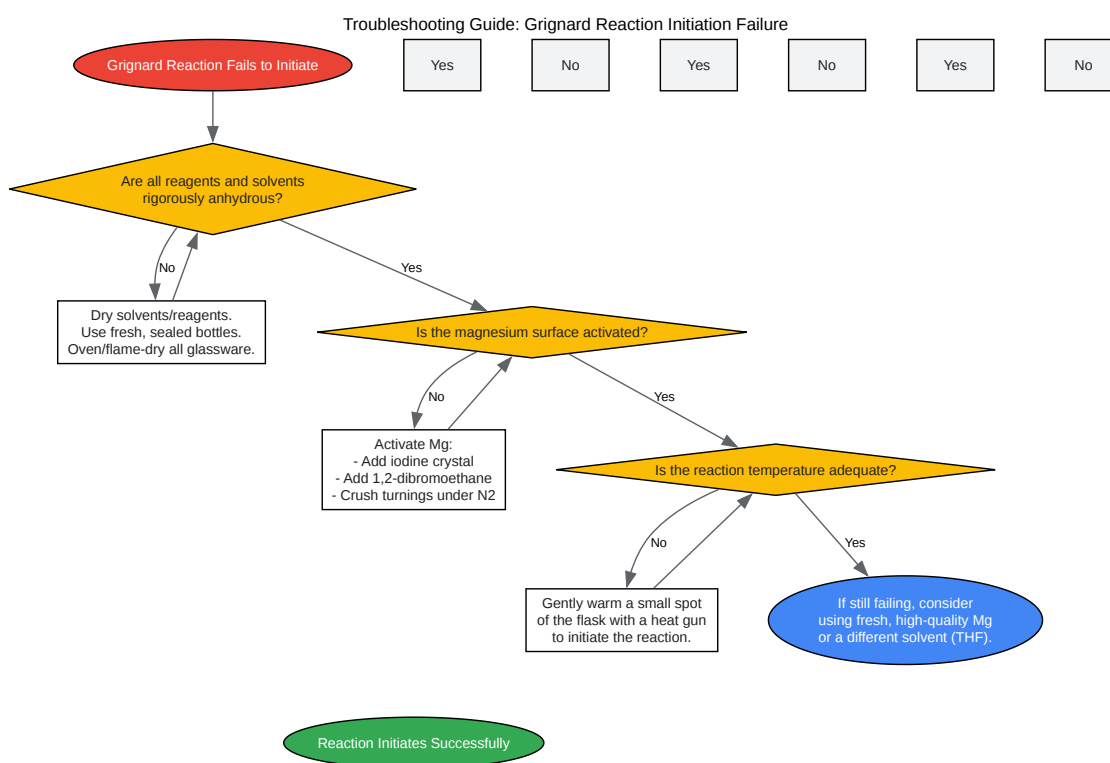 Troubleshooting Guide: Grignard Reaction Initiation Failure
Grignard Reaction Fails to Initiate
Yes
No
Yes
No
Yes
No
Are all reagents and solvents
rigorously anhydrous?
No
Yes
Dry solvents/reagents.
Use fresh, sealed bottles.
Oven/flame-dry all glassware.
Is the magnesium surface activated?
No
Yes
Activate Mg:
- Add iodine crystal
- Add 1,2-dibromoethane
- Crush turnings under N2
Is the reaction temperature adequate?
No
Yes
Gently warm a small spot
of the flask with a heat gun
to initiate the reaction.
If still failing, consider
using fresh, high-quality Mg
or a different solvent (THF).
Reaction Initiates Successfully